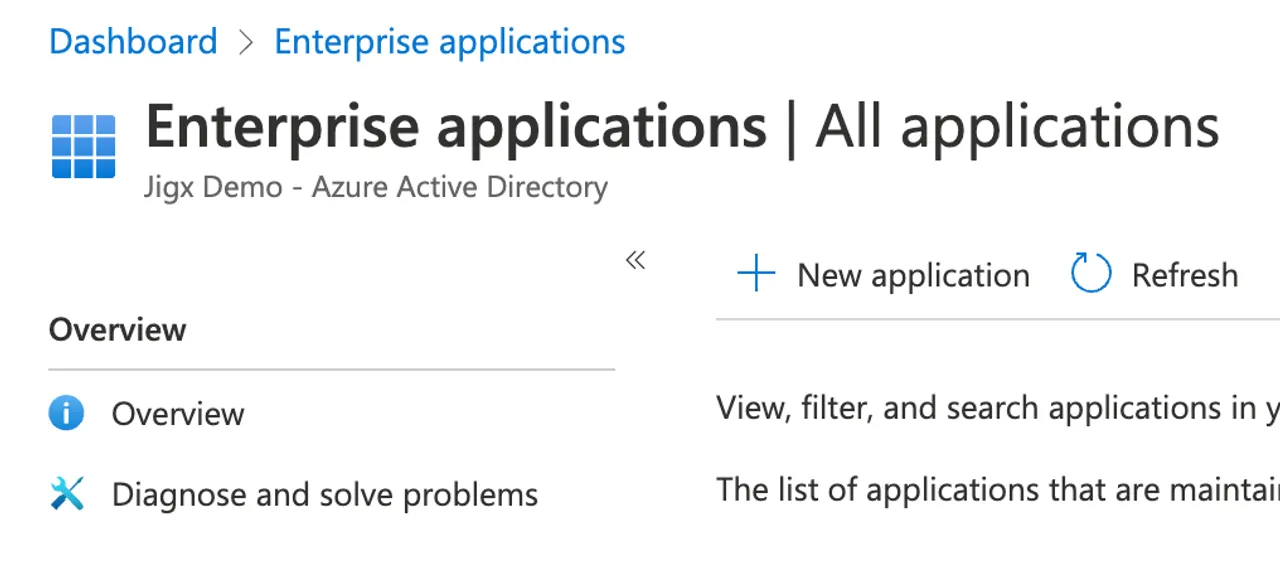 Dashboard > Enterprise applications
Enterprise applications | All applications
Jigx Demo - Azure Active Directory
«
New application Refresh
Overview
Overview
Diagnose and solve problems
View, filter, and search applications in y
The list of applications that are maintai